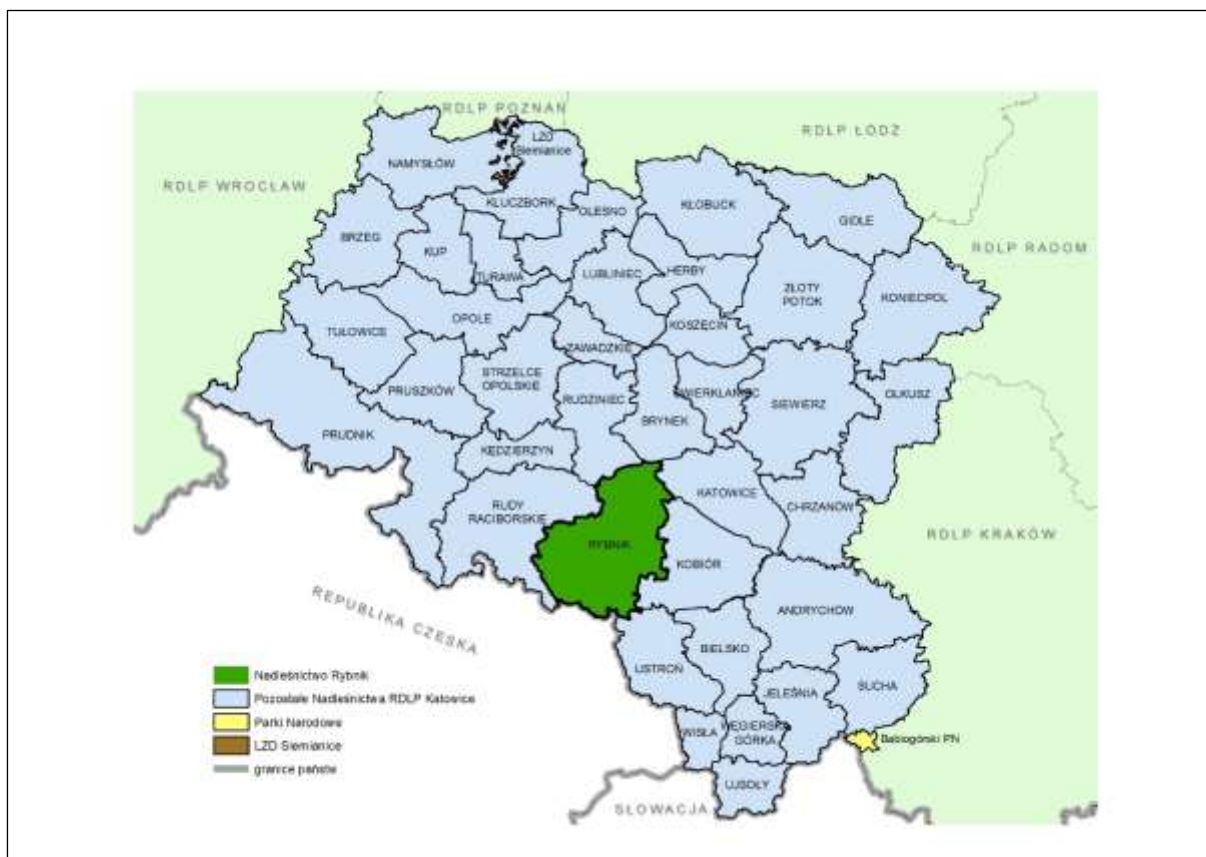 RDLP POZNAŃ
RDLP ŁÓDŹ
LZD
Siemianice
NAMYSŁÓW
RDLP WROCŁAW
KLUCZBORK
OLESNO
KŁOBUCK
GIDLE
BRZEG
KUP
TURAWA
LUBLINIEC
HERBY
RDLP RADOM
ZŁOTY
POTOK
KONIECPOL
TUŁOWICE
OPOLE
KOSZĘCIN
ZAWADZKIE
STRZELCE
OPOLSKIE
PRUSZKÓW
RUDZINIEC
ŚWIERKLANIEC
SIEWIERZ
OLKUSZ
BRYNEK
PRUDNIK
KĘDZIERZYN
KATOWICE
CHRZANÓW
RUDY
RACIBORSKIE
RYBNIK
KOBIÓR
RDLP KRAKÓW
REPUBLIKA CZESKA
ANDRYCHÓW
USTROŃ
BIELSKO
JELEŚNIA
SUCHA
WISŁA
WĘGIERSKA
GÓRKA
Babiogórski PN
UJSOŁY
SŁOWACJA
Nadleśnictwo Rybnik
Pozostałe Nadleśnictwa RDLP Katowice
Parki Narodowe
LZD Siemianice
granice państw